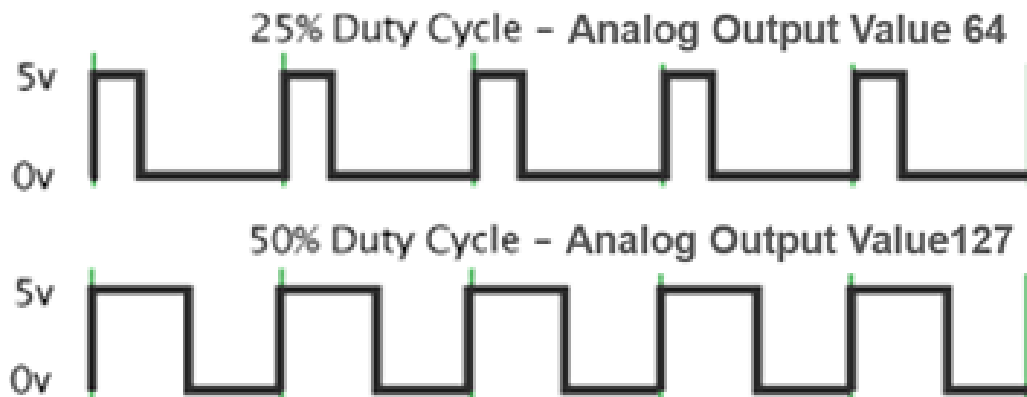 25% Duty Cycle – Analog Output Value 64
5v
0v
50% Duty Cycle – Analog Output Value127
5v
0v